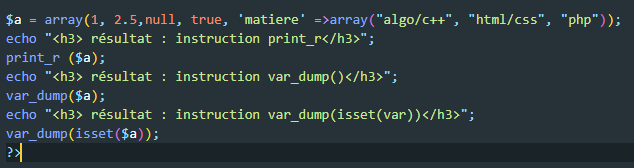 $a = array(1, 2.5,null, true, 'matiere' =>array("algo/c++", "html/css", "php"));
echo "<h3> résultat : instruction print_r</h3>";
print_r ($a);
echo "<h3> résultat : instruction var_dump()</h3>";
var_dump($a);
echo "<h3> résultat : instruction var_dump(isset(var))</h3>";
var_dump(isset($a));
?>